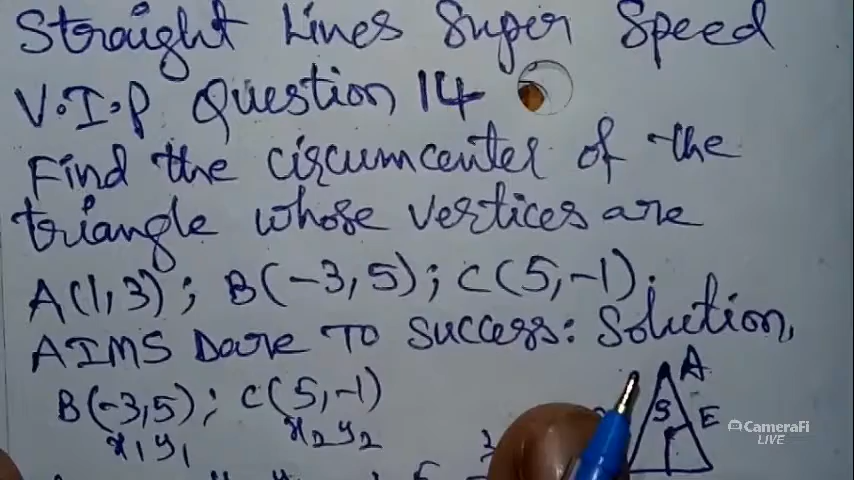 Straight Lines Super Speed
V.I.P Question 14
Find the circumcenter of the
triangle whose vertices are
A(1,3); B(-3,5); C(5,-1).
AIMS Dare To success: Solution,
B(-3,5); C(5,-1)
x₁ y₁ x₂ y₂
A
S E
CameraFi
LIVE